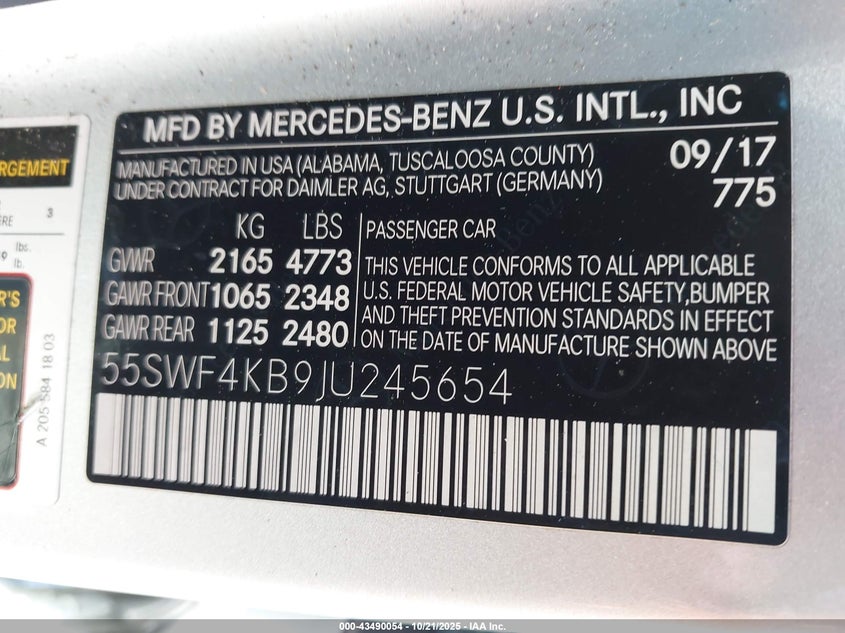 MFD BY MERCEDES-BENZ U.S. INTL., INC
MANUFACTURED IN USA (ALABAMA, TUSCALOOSA COUNTY)
UNDER CONTRACT FOR DAIMLER AG, STUTTGART (GERMANY)
09/17
775
KG LBS
GVWR 2165 4773
GAWR FRONT 1065 2348
GAWR REAR 1125 2480
PASSENGER CAR
THIS VEHICLE CONFORMS TO ALL APPLICABLE
U.S. FEDERAL MOTOR VEHICLE SAFETY,BUMPER
AND THEFT PREVENTION STANDARDS IN EFFECT
ON THE DATE OF MANUFACTURE SHOWN ABOVE
55SWF4KB9JU245654
RGEMENT
3
lbs.
lb.
A 205 584 18 03
000-43490054 - 10/21/2025 - IAA Inc.